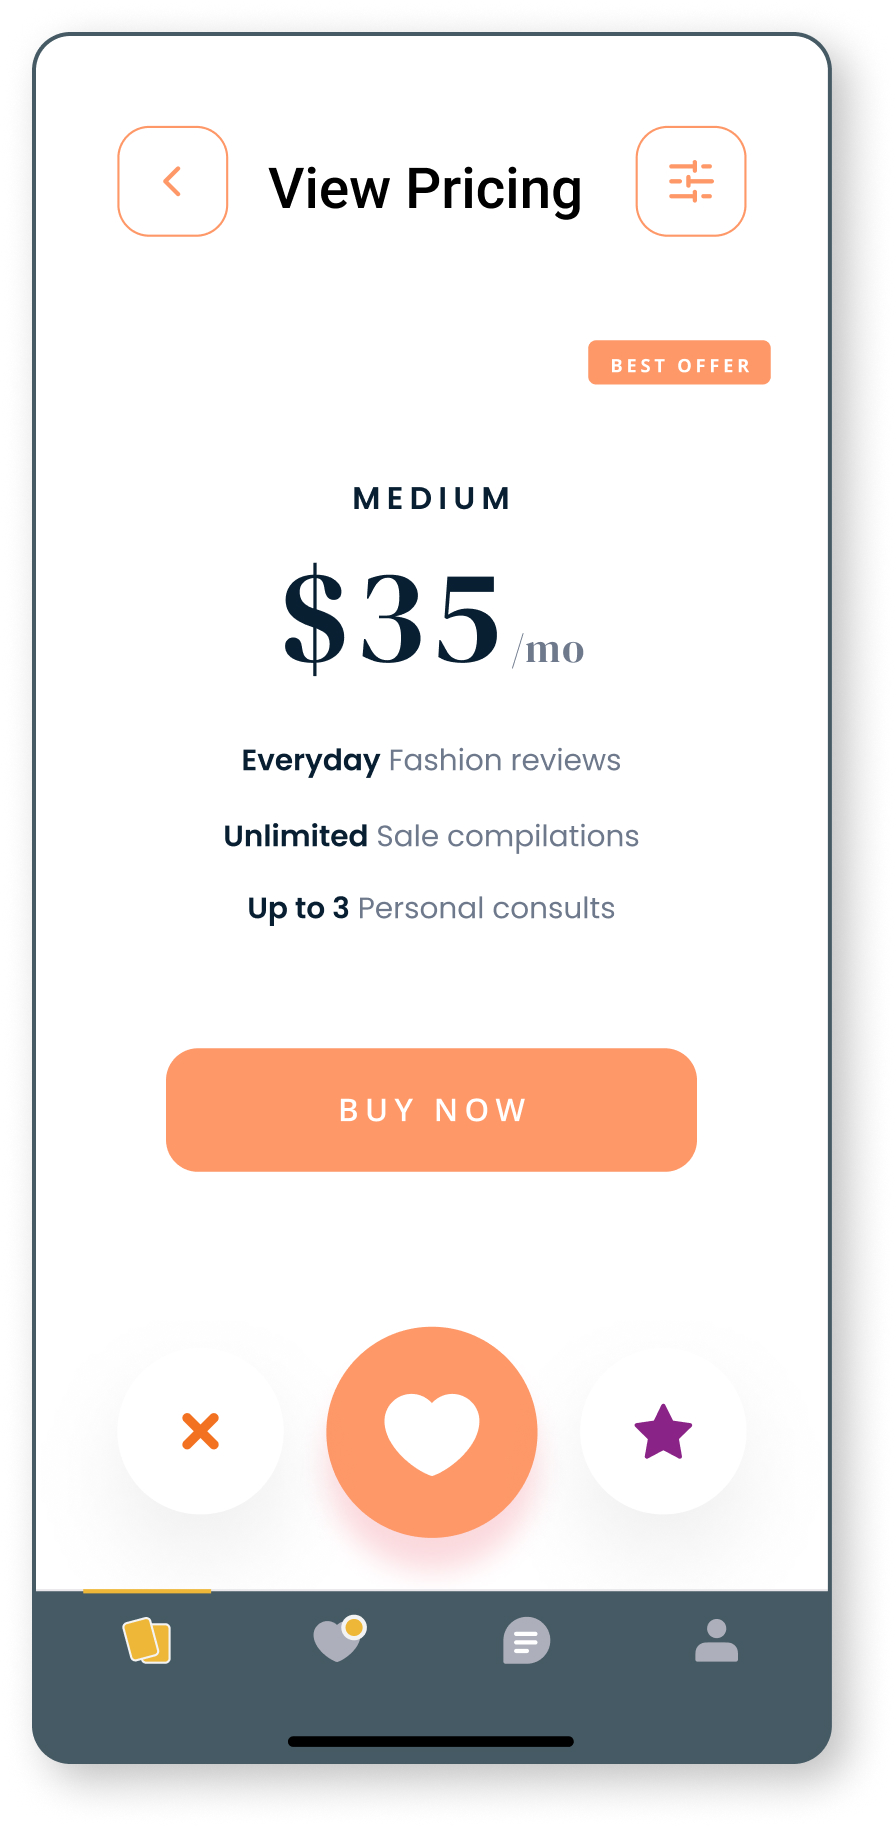 View Pricing
BEST OFFER
MEDIUM
$35 /mo
Everyday Fashion reviews
Unlimited Sale compilations
Up to 3 Personal consults
BUY NOW